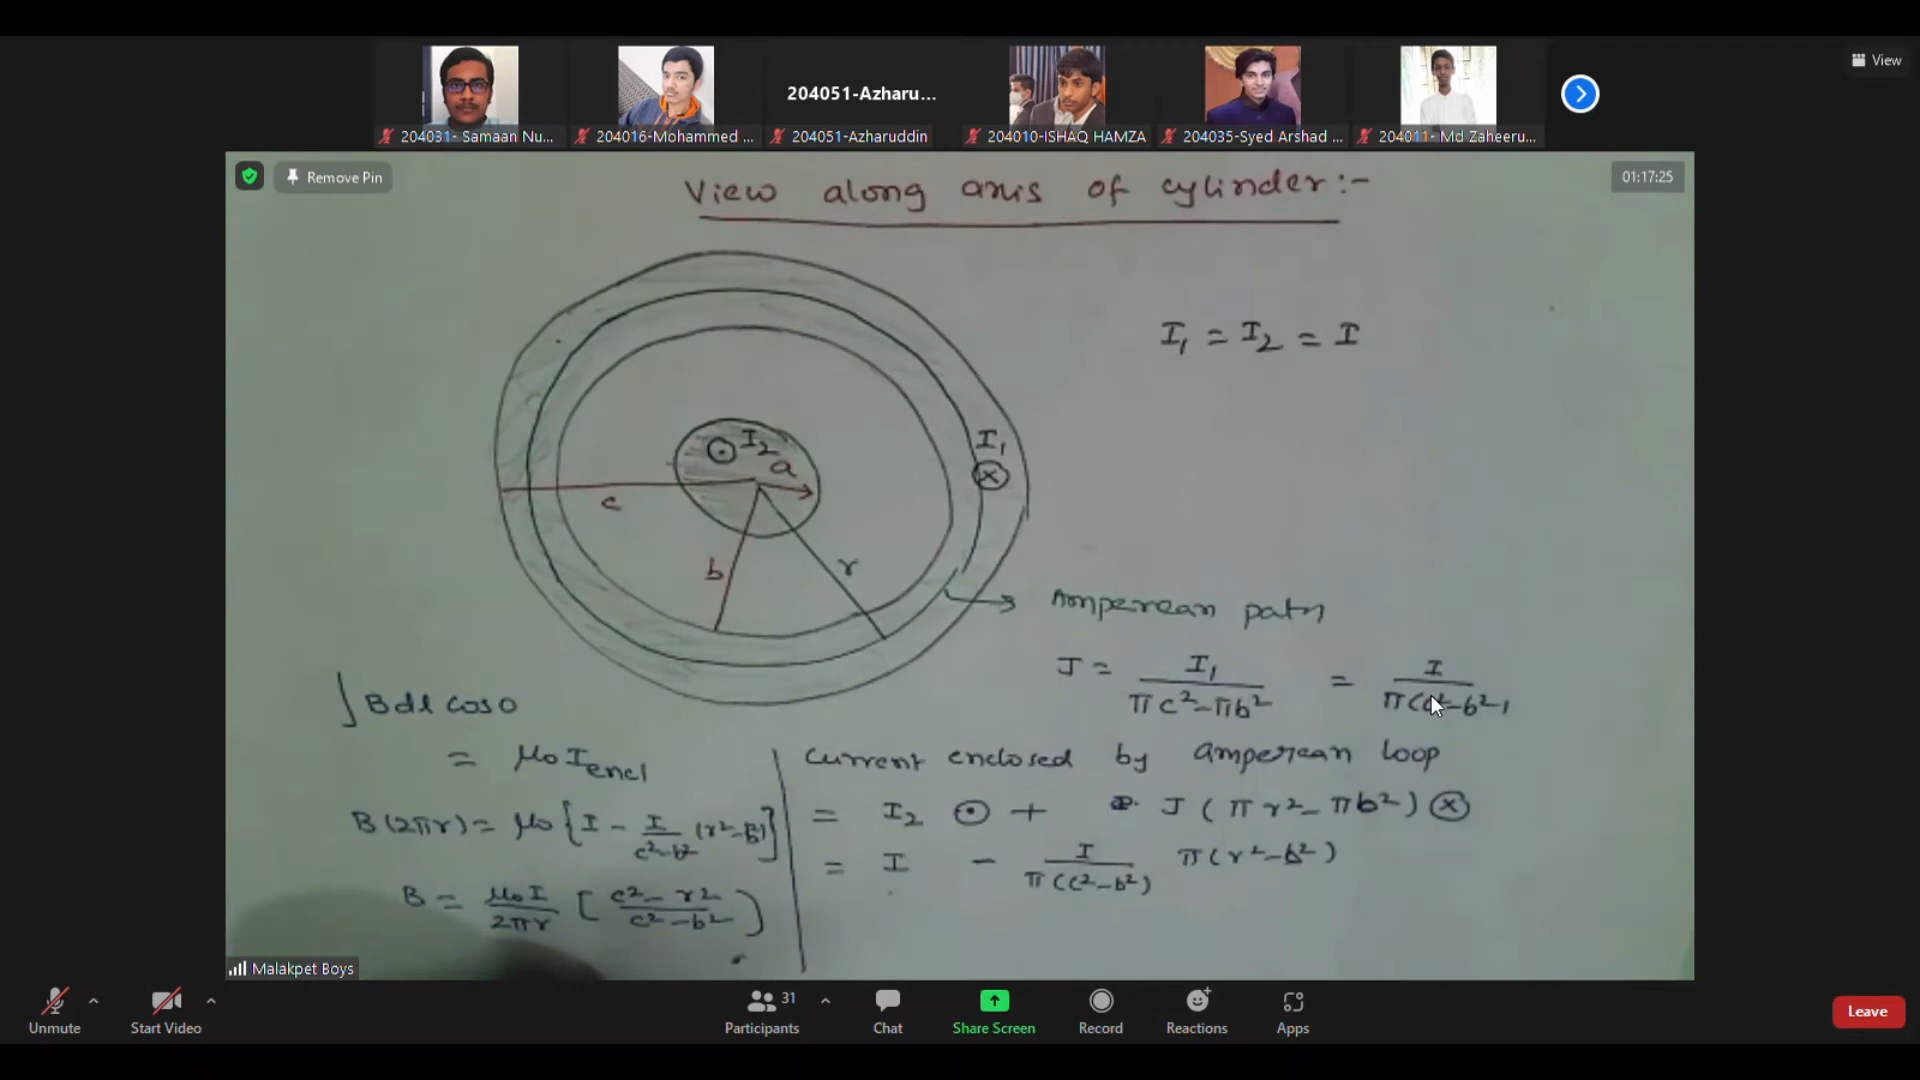 204051-Azharu...
View
204031- Samaan Nu...
204016-Mohammed ...
204051-Azharuddin
204010-ISHAQ HAMZA
204035-Syed Arshad ...
204011- Md Zaheeru...
Remove Pin
01:17:25
View along axis of cylinder:-
I₁ = I₂ = I
I₂
a
I₁
c
b
r
Amperean path
J = I₁ / (πc² - πb²) = I / π(c² - b²)
∫ B dl cos 0
= μ₀ I encl
B (2πr) = μ₀ { I - I / (c² - b²) (r² - b²) ]
B = μ₀ I / 2πr [ (c² - r²) / (c² - b²) )
Current enclosed by amperean loop
= I₂ ⊙ + J (πr² - πb²) ⊗
= I - I / π(c² - b²) π(r² - b²)
Malakpet Boys
Unmute
Start Video
31
Participants
Chat
Share Screen
Record
Reactions
Apps
Leave